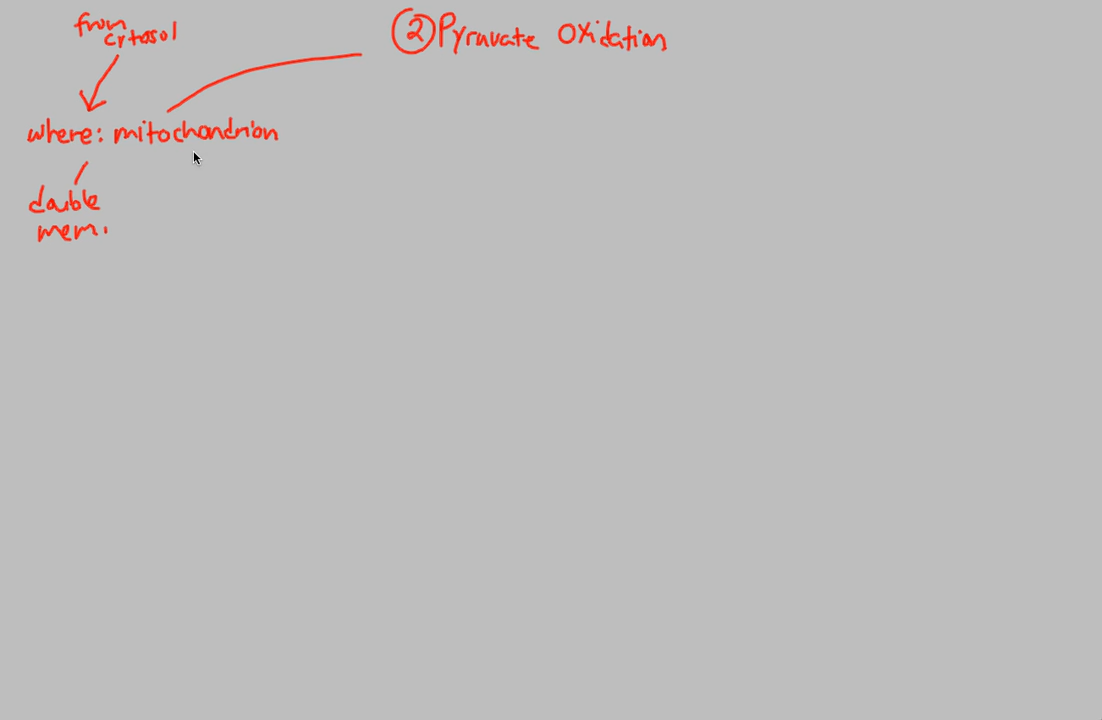 from
cytosol
② Pyruvate Oxidation
where: mitochondrion
double
mem.